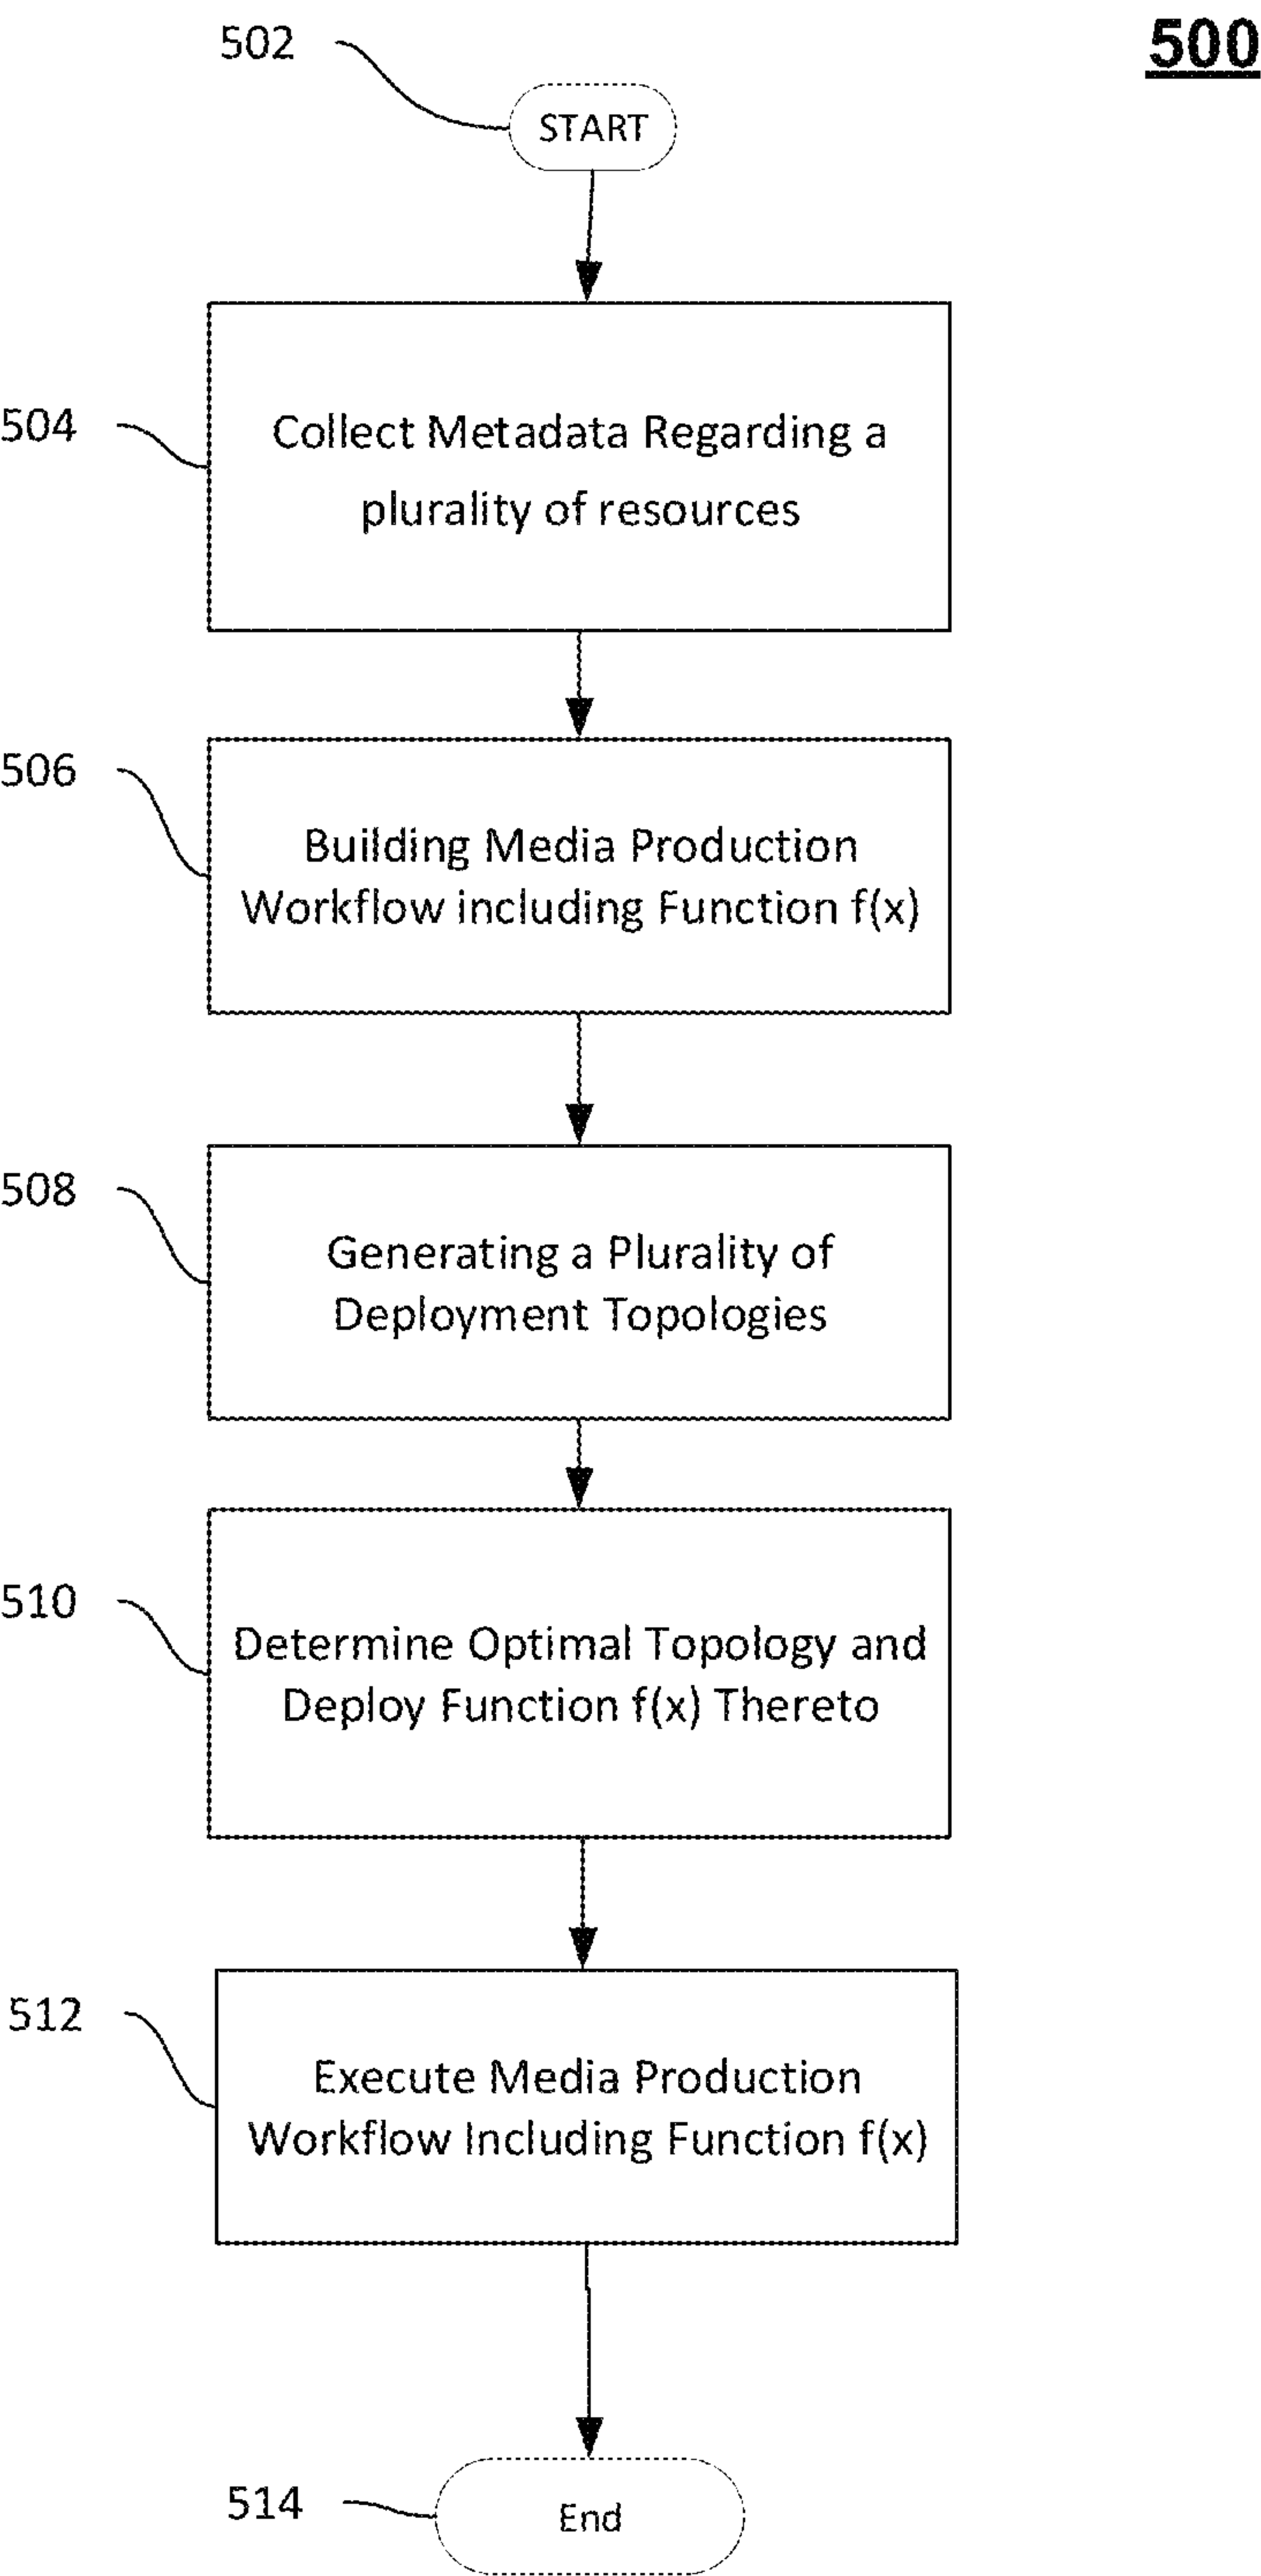 500
502
START
504
Collect Metadata Regarding a
plurality of resources
506
Building Media Production
Workflow including Function f(x)
508
Generating a Plurality of
Deployment Topologies
510
Determine Optimal Topology and
Deploy Function f(x) Thereto
512
Execute Media Production
Workflow Including Function f(x)
514
End